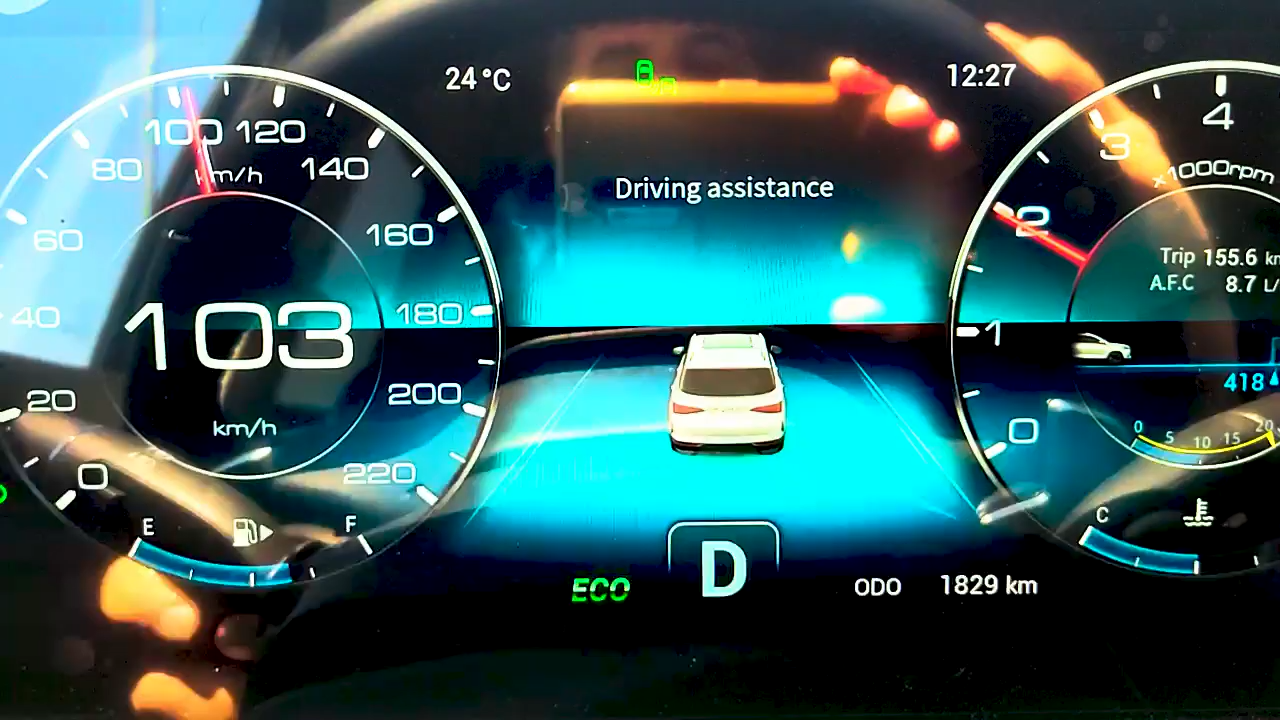 24°C
12:27
Driving assistance
0
20
40
60
80
100
120
140
160
180
200
220
km/h
103
km/h
E
F
ECO
D
ODO 1829 km
0
1
2
3
4
x1000rpm
Trip 155.6
A.F.C 8.7
418
0
5
10
15
20
C